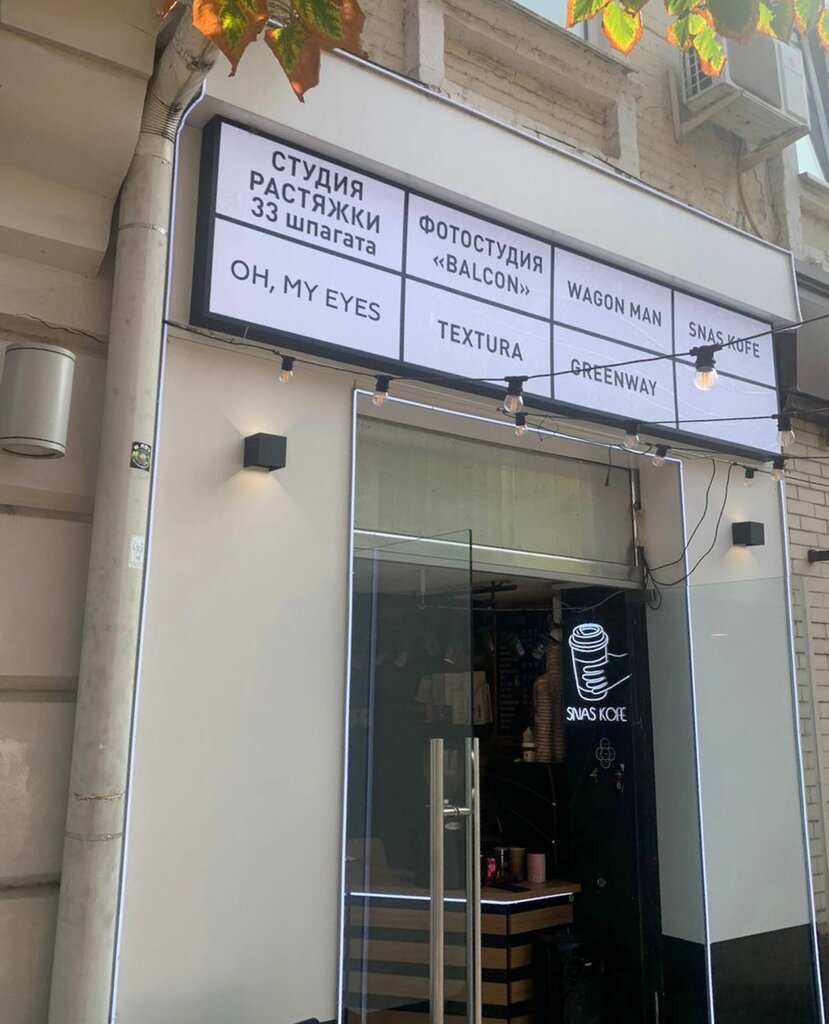 СТУДИЯ
РАСТЯЖКИ
33 шпагата
ФОТОСТУДИЯ
«BALCON»
WAGON MAN
SNAS KOFE
OH, MY EYES
TEXTURA
GREENWAY
SNAS KOFE